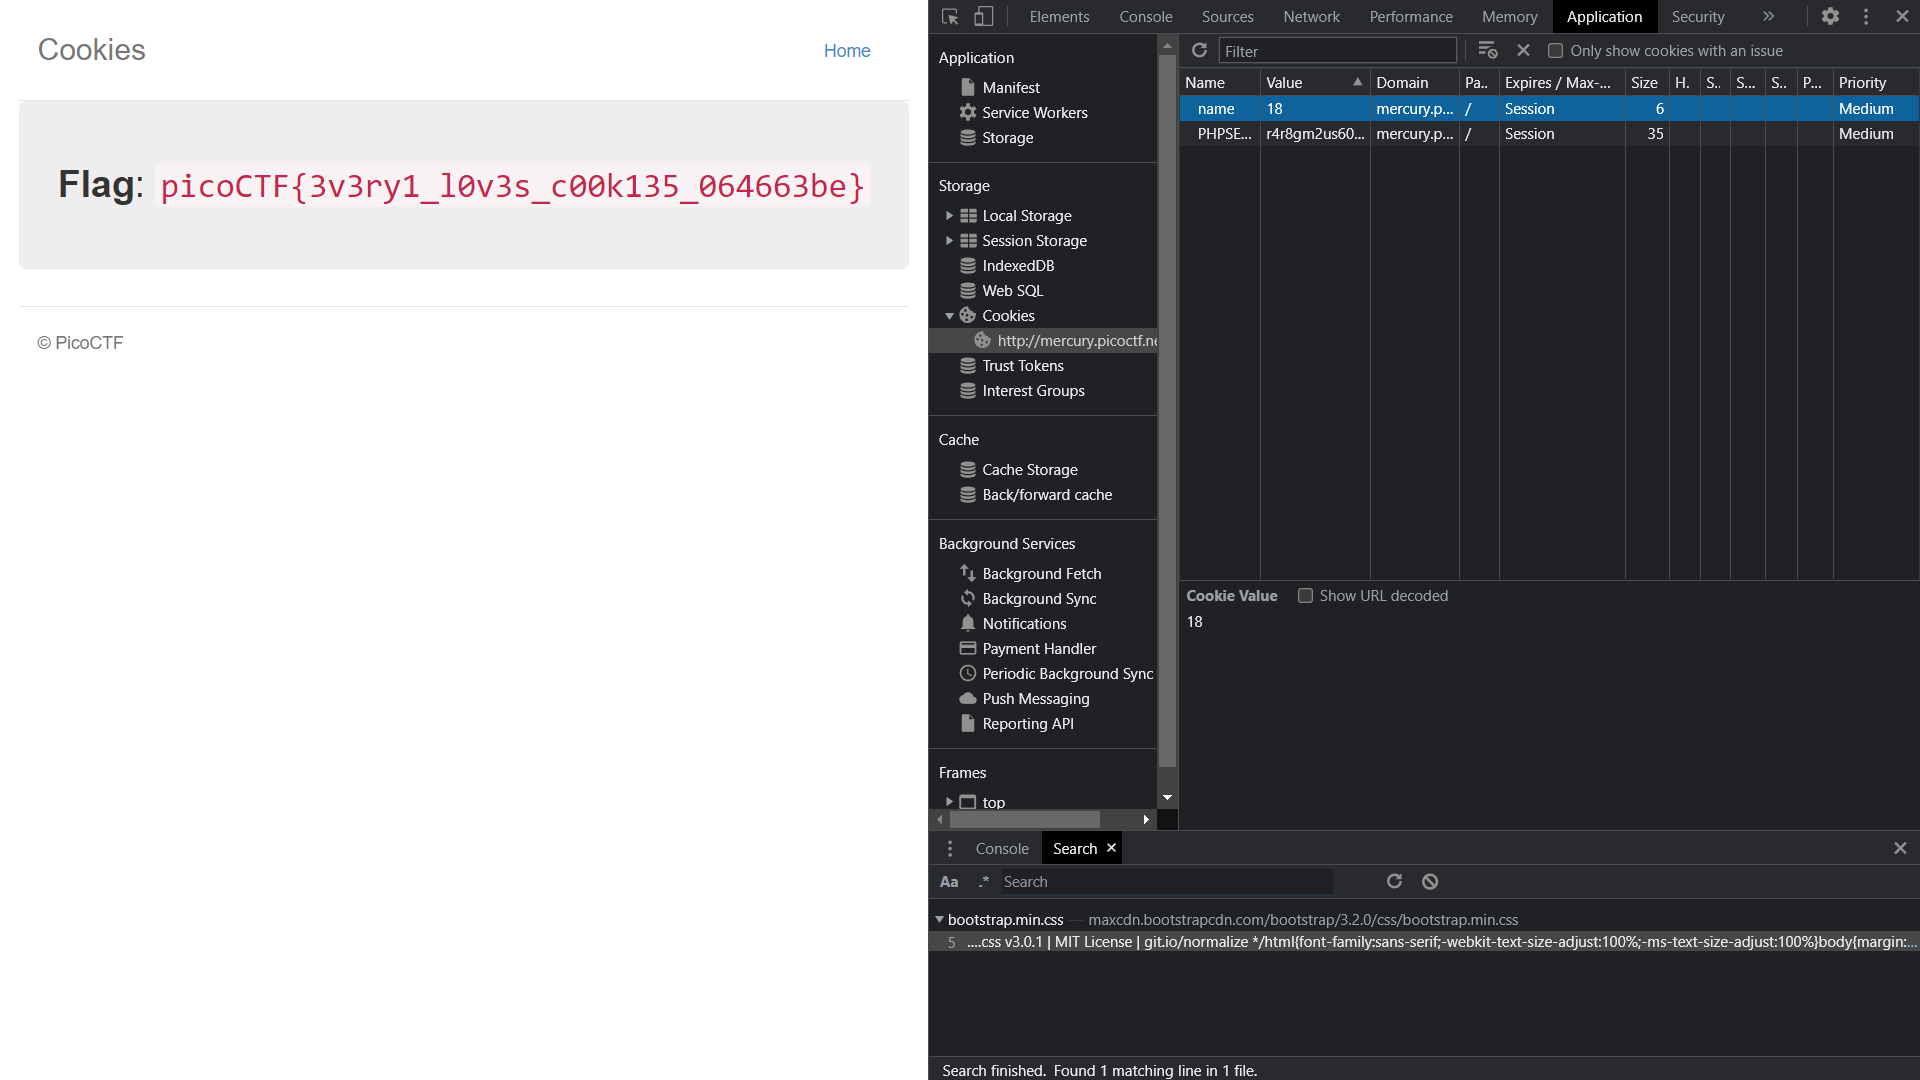 Cookies
Home
Flag: picoCTF{3v3ry1_l0v3s_c00k135_064663be}
© PicoCTF
Elements Console Sources Network Performance Memory Application Security »
Application
Manifest
Service Workers
Storage
Storage
Local Storage
Session Storage
IndexedDB
Web SQL
Cookies
http://mercury.picoctf.ne
Trust Tokens
Interest Groups
Cache
Cache Storage
Back/forward cache
Background Services
Background Fetch
Background Sync
Notifications
Payment Handler
Periodic Background Sync
Push Messaging
Reporting API
Frames
top
Filter
Only show cookies with an issue
Name Value Domain Pa.. Expires / Max-... Size H. S.. S... S.. P... Priority
name 18 mercury.p... / Session 6 Medium
PHPSE... r4r8gm2us60... mercury.p... / Session 35 Medium
Cookie Value Show URL decoded
18
Console Search
Aa .* Search
bootstrap.min.css — maxcdn.bootstrapcdn.com/bootstrap/3.2.0/css/bootstrap.min.css
5 ....css v3.0.1 | MIT License | git.io/normalize */html{font-family:sans-serif;-webkit-text-size-adjust:100%;-ms-text-size-adjust:100%}body{margin:...
Search finished. Found 1 matching line in 1 file.